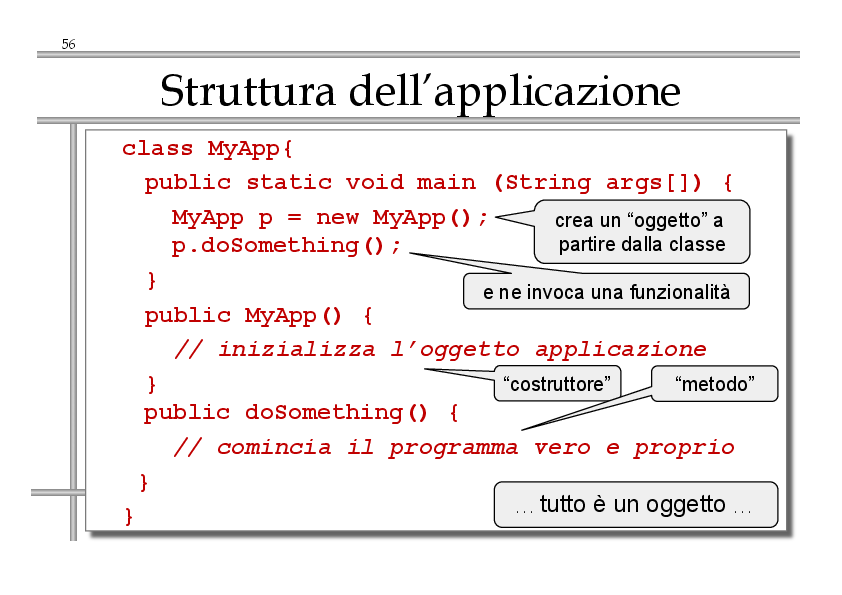 56
Struttura dell’applicazione
class MyApp{
public static void main (String args[]) {
MyApp p = new MyApp();
crea un “oggetto” a
partire dalla classe
p.doSomething();
}
e ne invoca una funzionalità
public MyApp() {
// inizializza l’oggetto applicazione
}
“costruttore”
“metodo”
public doSomething() {
// comincia il programma vero e proprio
}
}
… tutto è un oggetto …